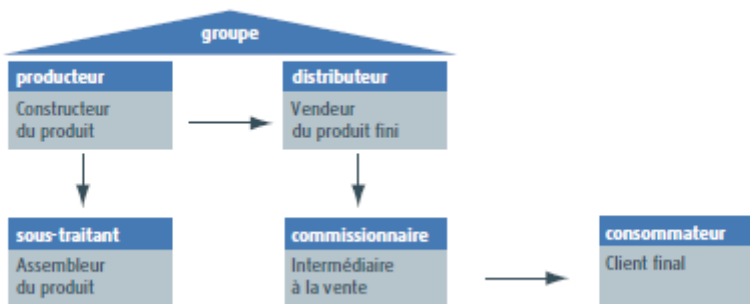 groupe
producteur
Constructeur
du produit
distributeur
Vendeur
du produit fini
sous-traitant
Assembleur
du produit
commissionnaire
Intermédiaire
à la vente
consommateur
Client final